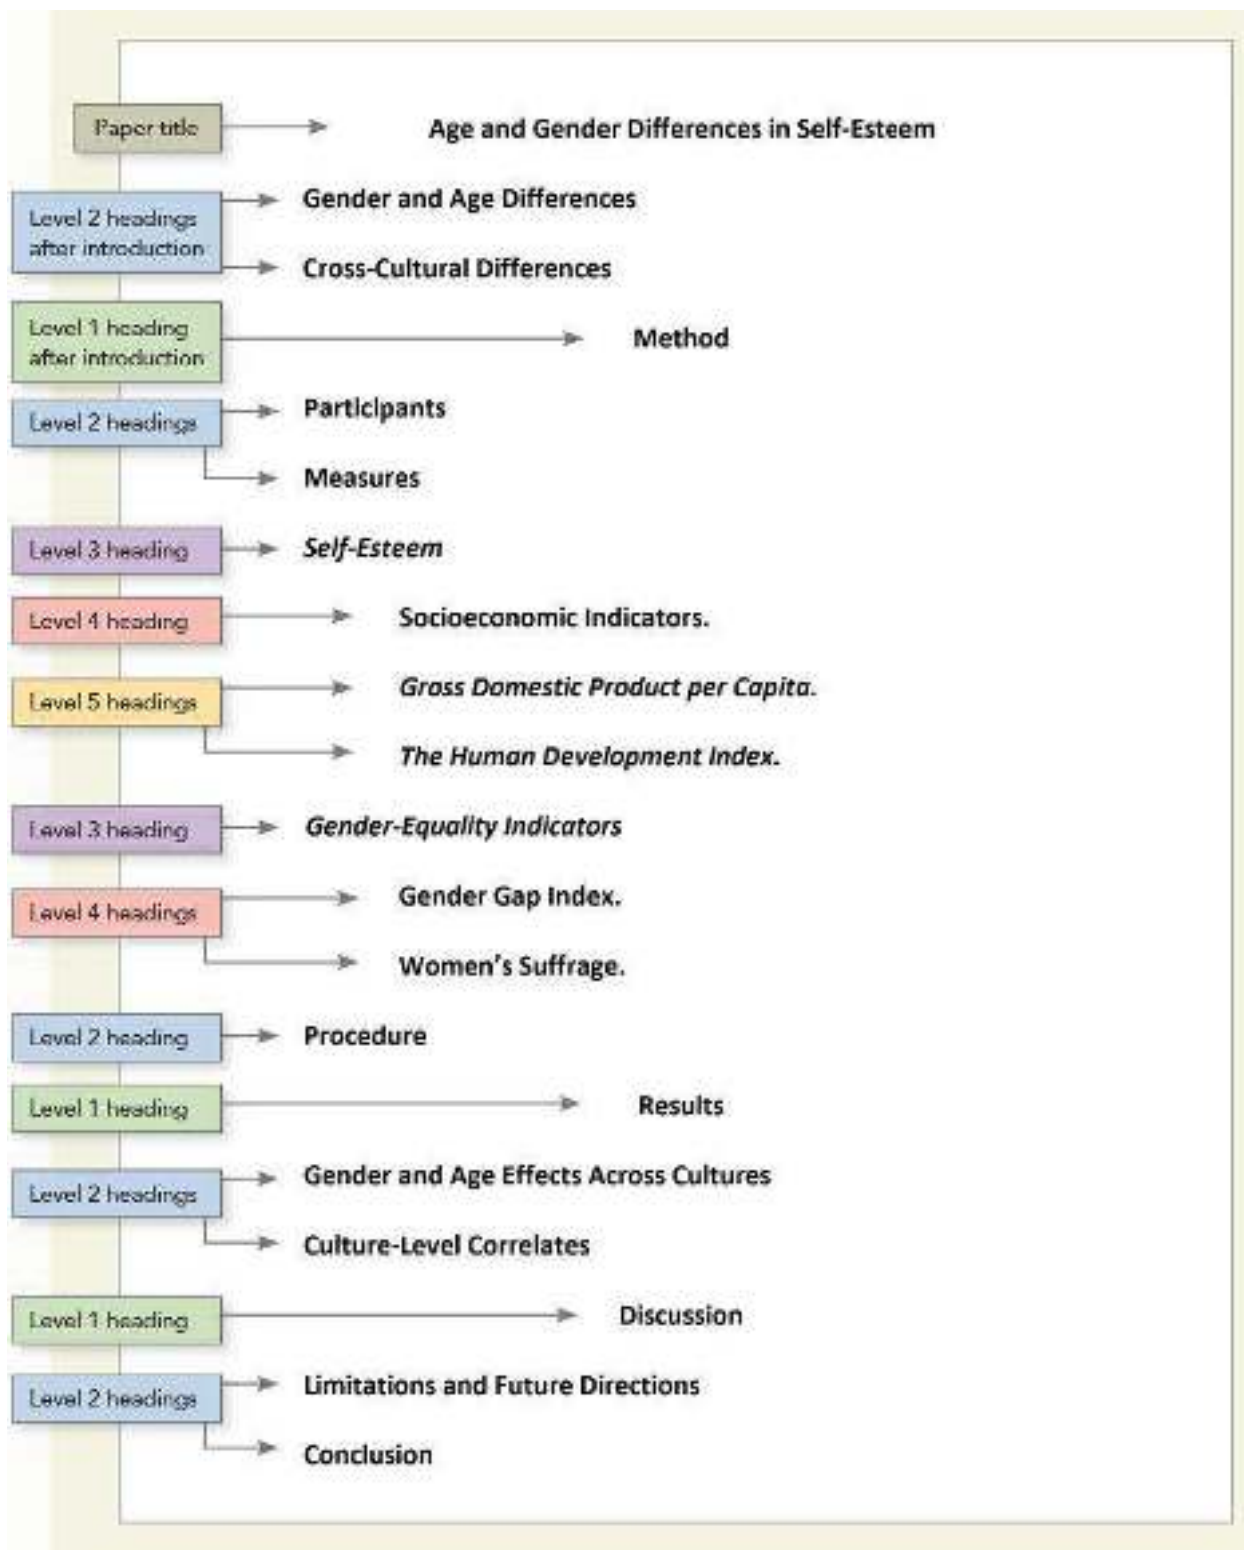 Paper title
Age and Gender Differences in Self-Esteem
Level 2 headings
after introduction
Gender and Age Differences
Cross-Cultural Differences
Level 1 heading
after introduction
Method
Level 2 headings
Participants
Measures
Level 3 heading
Self-Esteem
Level 4 heading
Socioeconomic Indicators.
Level 5 headings
Gross Domestic Product per Capita.
The Human Development Index.
Level 3 heading
Gender-Equality Indicators
Level 4 headings
Gender Gap Index.
Women's Suffrage.
Level 2 heading
Procedure
Level 1 heading
Results
Level 2 headings
Gender and Age Effects Across Cultures
Culture-Level Correlates
Level 1 heading
Discussion
Level 2 headings
Limitations and Future Directions
Conclusion